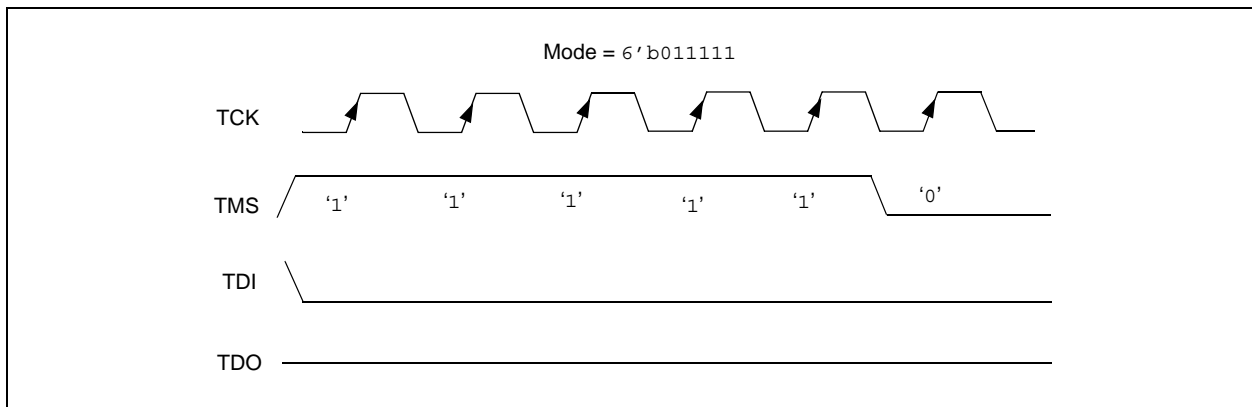 Mode = 6'b011111
TCK
TMS ‘1’ ‘1’ ‘1’ ‘1’ ‘1’ ‘0’
TDI
TDO